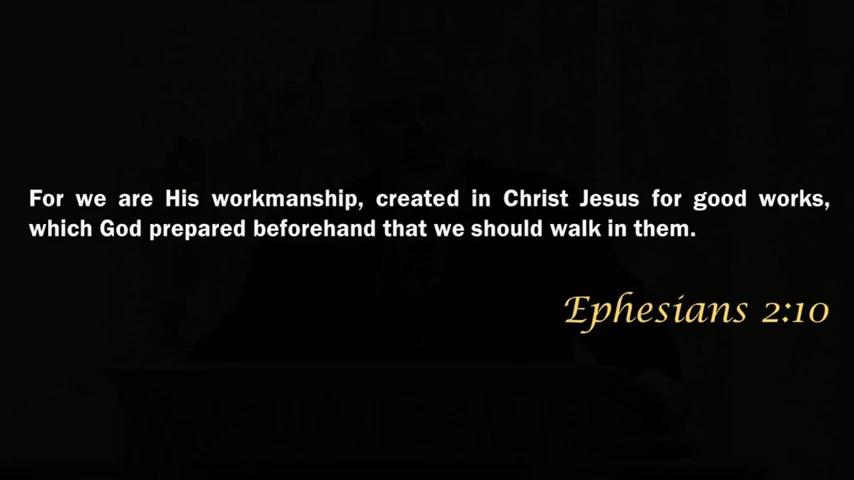 For we are His workmanship, created in Christ Jesus for good works,
which God prepared beforehand that we should walk in them.
Ephesians 2:10